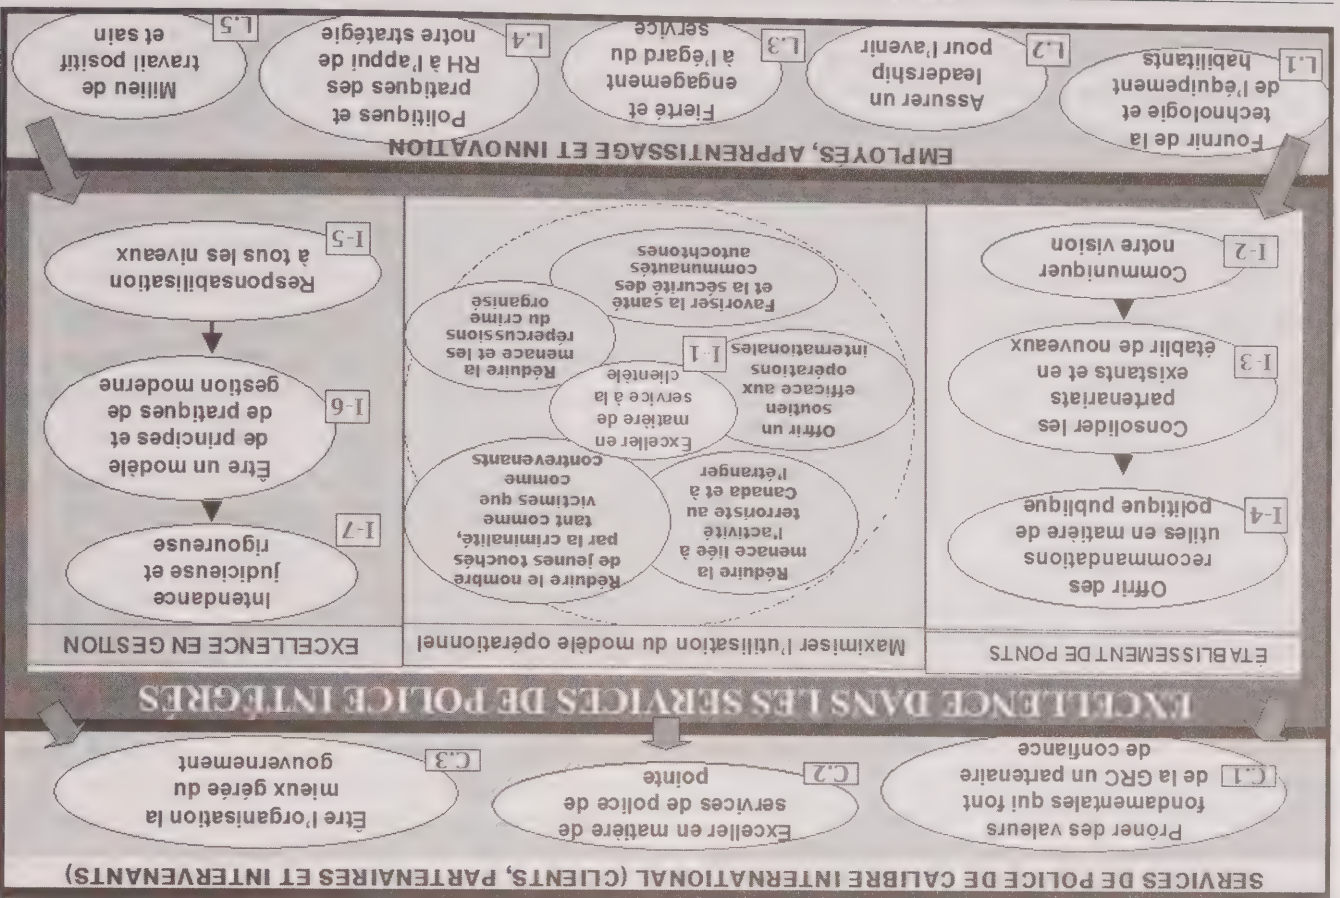 SERVICES DE POLICE DE CALIBRE INTERNATIONAL (CLIENTS, PARTENAIRES ET INTERVENANTS)
Prôner des valeurs
fondamentales qui font
de la GRC un partenaire
de confiance
C.1
Exceller en matière de
services de police de
pointe
C.2
Être l'organisation la
mieux gérée du
gouvernement
C.3
EXCELLENCE DANS LES SERVICES DE POLICE INTÉGRÉS
ÉTABLISSEMENT DE PONTS
Offrir des
recommandations
utiles en matière de
politique publique
I-4
Consolider les
partenariats
existants et en
établir de nouveaux
I-3
Communiquer
notre vision
I-2
Maximiser l'utilisation du modèle opérationnel
Réduire la
menace liée à
l'activité
terroriste au
Canada et à
l'étranger
Réduire le nombre
de jeunes touchés
par la criminalité,
tant comme
victimes que
comme
contrevenants
Offrir un
soutien
efficace aux
opérations
internationales
Exceller en
matière de
service à la
clientèle
I-1
Réduire la
menace et les
répercussions
du crime
organisé
Favoriser la santé
et la sécurité des
communautés
autochtones
EXCELLENCE EN GESTION
Intendance
judicieuse et
rigoureuse
I-7
Être un modèle
de principes et
de pratiques de
gestion moderne
I-6
Responsabilisation
à tous les niveaux
I-5
EMPLOYÉS, APPRENTISSAGE ET INNOVATION
Fournir de la
technologie et
de l'équipement
habilitants
L.1
Assurer un
leadership
pour l'avenir
L.2
Fierté et
engagement
à l'égard du
service
L.3
Politiques et
pratiques des
RH à l'appui de
notre stratégie
L.4
Milieu de
travail positif
et sain
L.5